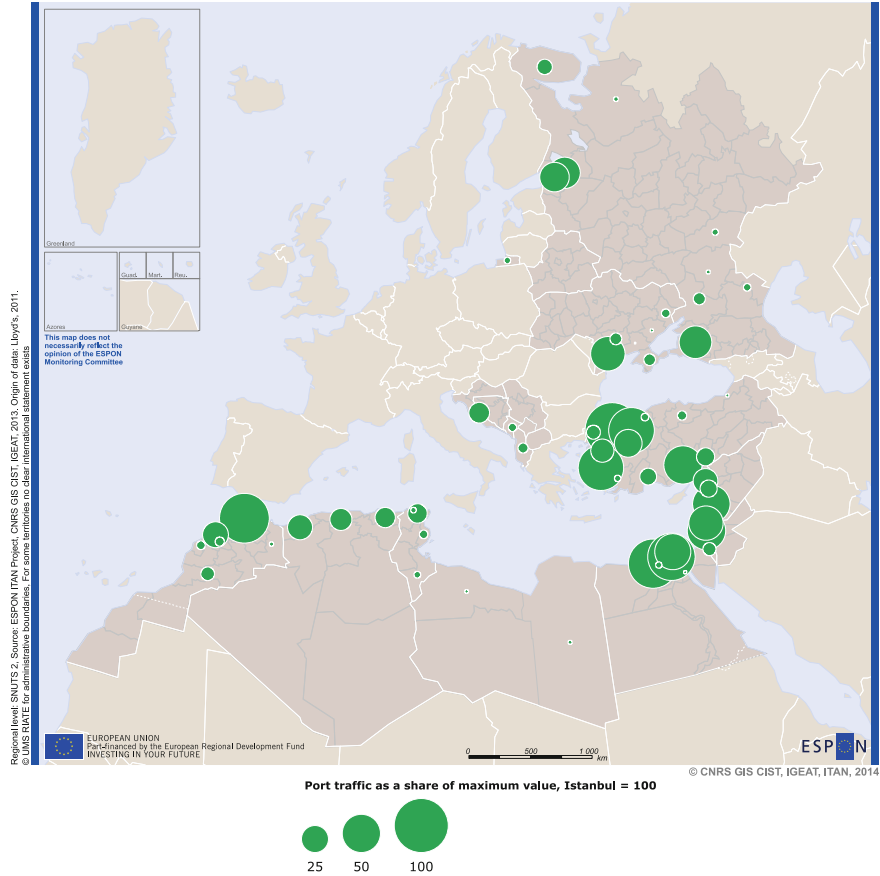 Greenland
Azores
Guad.
Mart.
Reu.
Guyane
This map does not
necessarily reflect the
opinion of the ESPON
Monitoring Committee
Regional level: SNUTS 2, Source: ESPON ITAN Project, CNRS GIS CIST, IGEAT, 2013. Origin of data: Lloyd's, 2011.
© UMS RIATE for administrative boundaries. For some territories no clear international statement exists
EUROPEAN UNION
Part-financed by the European Regional Development Fund
INVESTING IN YOUR FUTURE
0 500 1 000
km
ESPON
© CNRS GIS CIST, IGEAT, ITAN, 2014
Port traffic as a share of maximum value, Istanbul = 100
25 50 100